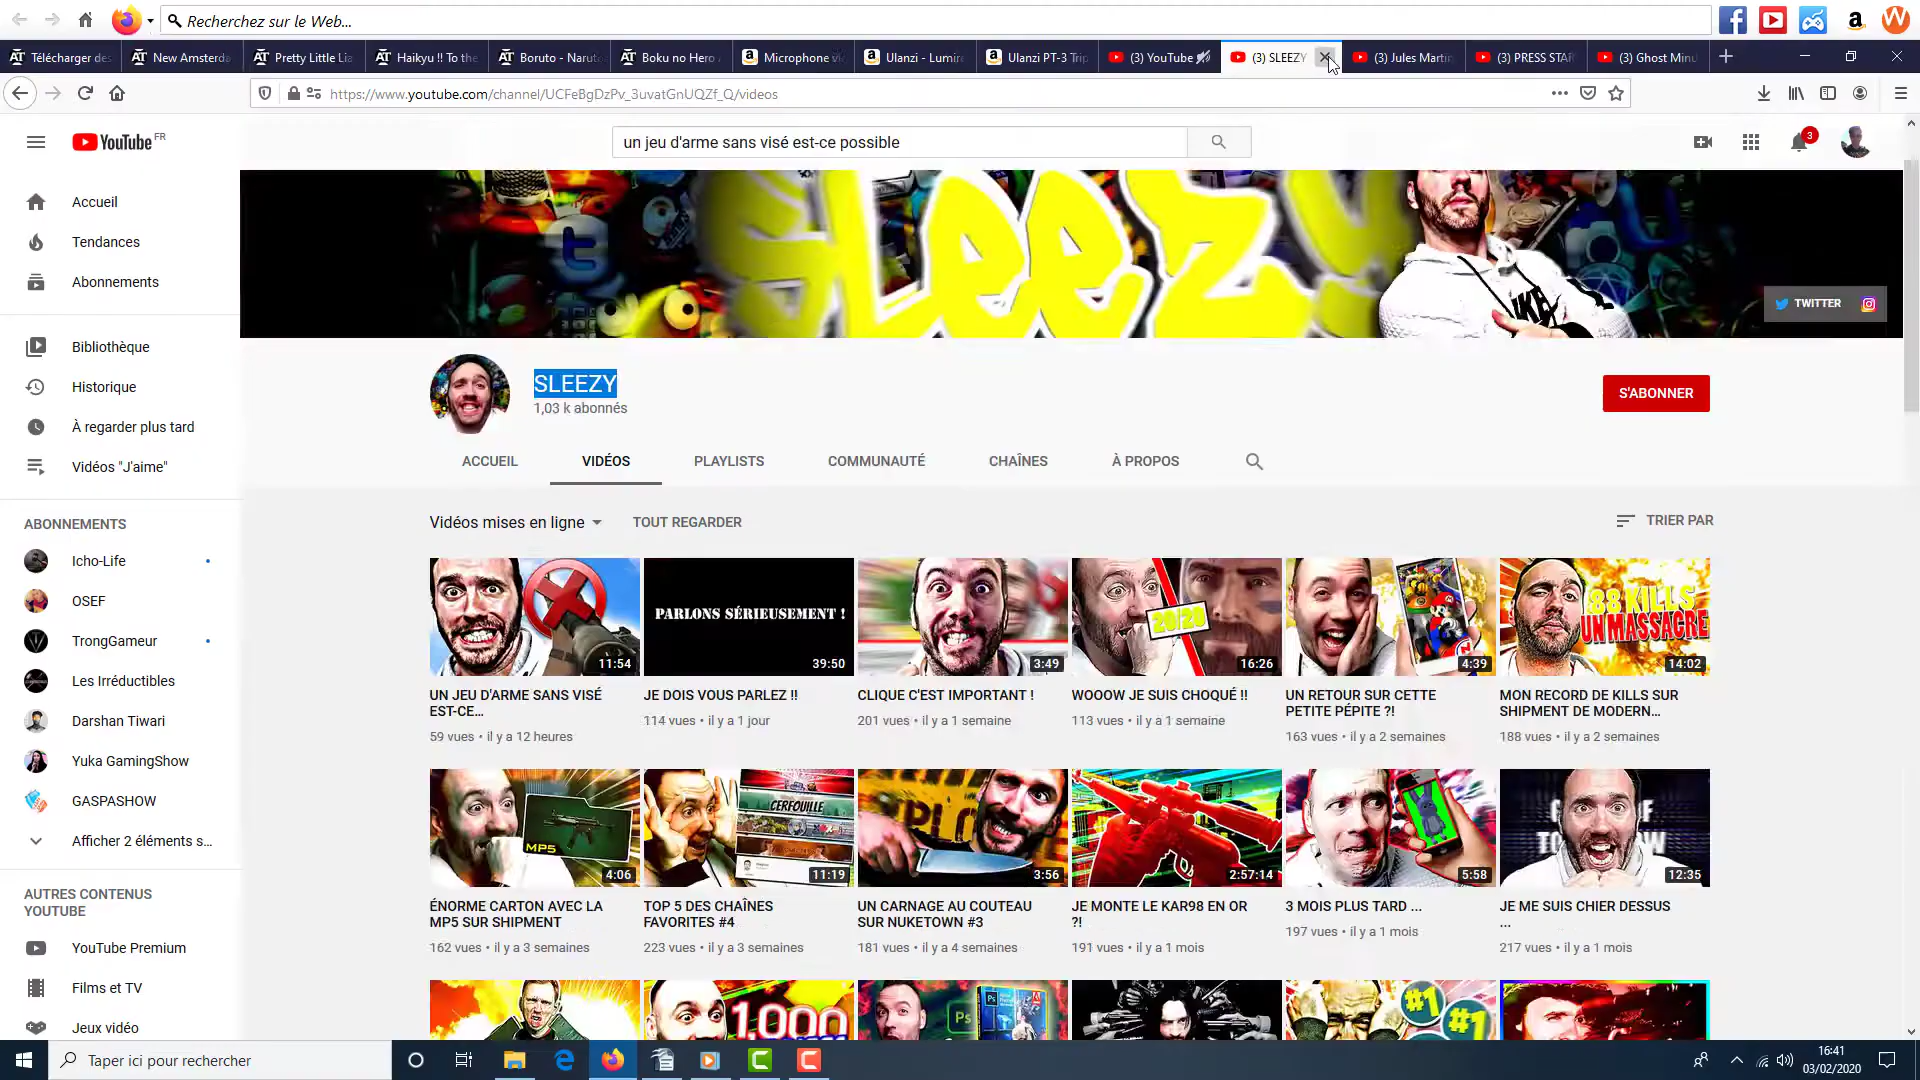 Recherchez sur le Web...
Télécharger des
New Amsterda
Pretty Little Lia
Haikyu !! To the
Boruto - Narut
Boku no Hero
Microphone vi
Ulanzi - Lumir
Ulanzi PT-3 Trip
(3) YouTube
(3) SLEEZY
(3) Jules Martin
(3) PRESS STAR
(3) Ghost Minu
https://www.youtube.com/channel/UCFeBgDzPv_3uvatGnUQZf_Q/videos
YouTube FR
un jeu d'arme sans visé est-ce possible
3
Accueil
Tendances
Abonnements
Bibliothèque
Historique
À regarder plus tard
Vidéos "J'aime"
ABONNEMENTS
Icho-Life
OSEF
TrongGameur
Les Irréductibles
Darshan Tiwari
Yuka GamingShow
GASPASHOW
Afficher 2 éléments s...
AUTRES CONTENUS
YOUTUBE
YouTube Premium
Films et TV
Jeux vidéo
SLeezy
TWITTER
SLEEZY
1,03 k abonnés
S'ABONNER
ACCUEIL
VIDÉOS
PLAYLISTS
COMMUNAUTÉ
CHAÎNES
À PROPOS
Vidéos mises en ligne
TOUT REGARDER
TRIER PAR
11:54
UN JEU D'ARME SANS VISÉ
EST-CE...
59 vues • il y a 12 heures
PARLONS SÉRIEUSEMENT !
39:50
JE DOIS VOUS PARLEZ !!
114 vues • il y a 1 jour
3:49
CLIQUE C'EST IMPORTANT !
201 vues • il y a 1 semaine
20/20
16:26
WOOOW JE SUIS CHOQUÉ !!
113 vues • il y a 1 semaine
4:39
UN RETOUR SUR CETTE
PETITE PÉPITE ?!
163 vues • il y a 2 semaines
88 KILLS
UN MASSACRE
14:02
MON RECORD DE KILLS SUR
SHIPMENT DE MODERN...
188 vues • il y a 2 semaines
MP5
4:06
ÉNORME CARTON AVEC LA
MP5 SUR SHIPMENT
162 vues • il y a 3 semaines
CERFOUILLE
11:19
TOP 5 DES CHAÎNES
FAVORITES #4
223 vues • il y a 3 semaines
3:56
UN CARNAGE AU COUTEAU
SUR NUKETOWN #3
181 vues • il y a 4 semaines
2:57:14
JE MONTE LE KAR98 EN OR
?!
191 vues • il y a 1 mois
5:58
3 MOIS PLUS TARD ...
197 vues • il y a 1 mois
12:35
JE ME SUIS CHIER DESSUS
...
217 vues • il y a 1 mois
1.000
Ps
Ps
#1
#1
Taper ici pour rechercher
16:41
03/02/2020